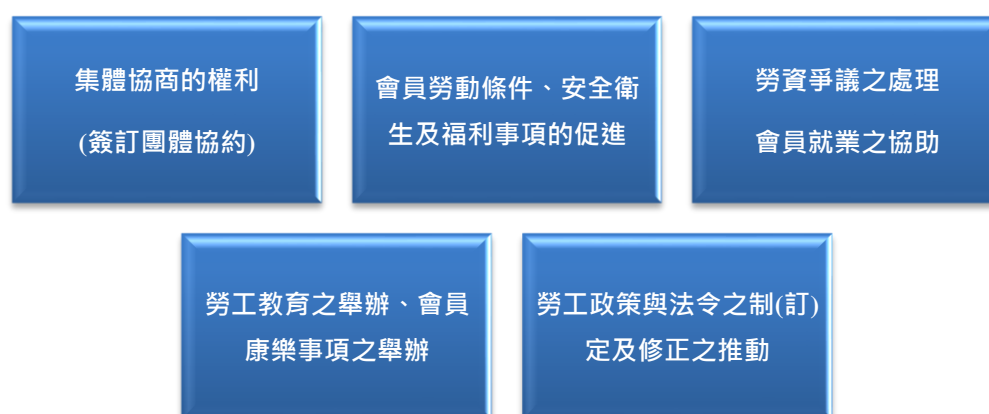 集體協商的權利
(簽訂團體協約)
會員勞動條件、安全衛
生及福利事項的促進
勞資爭議之處理
會員就業之協助
勞工教育之舉辦、會員
康樂事項之舉辦
勞工政策與法令之制(訂)
定及修正之推動